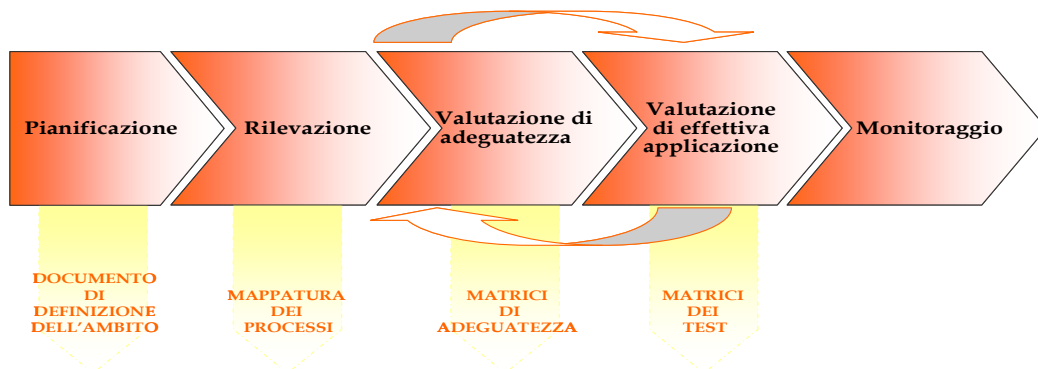 Pianificazione
Rilevazione
Valutazione di
adeguatezza
Valutazione
di effettiva
applicazione
Monitoraggio
DOCUMENTO
DI
DEFINIZIONE
DELL'AMBITO
MAPPATURA
DEI
PROCESSI
MATRICI
DI
ADEGUATEZZA
MATRICI
DEI
TEST